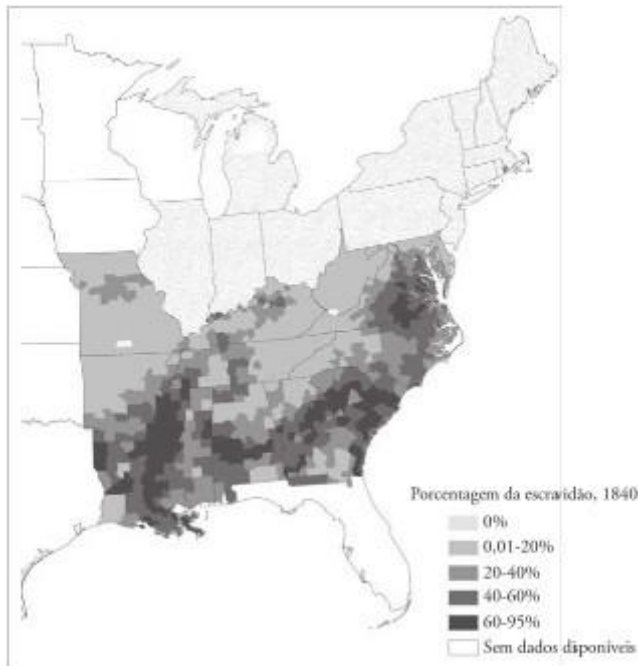 Porcentagem da escravidão, 1840
0%
0,01-20%
20-40%
40-60%
60-95%
Sem dados disponíveis